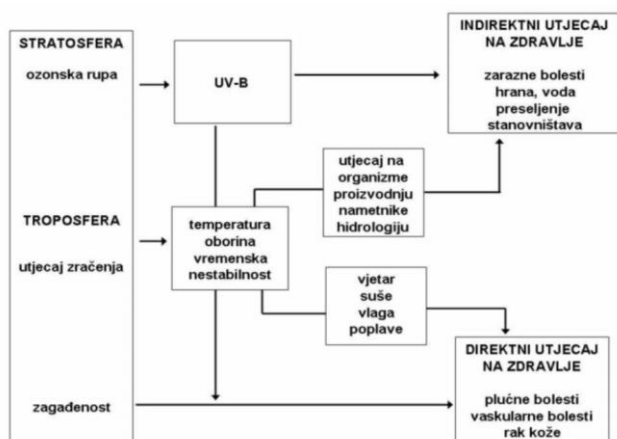 STRATOSFERA
ozonska rupa
TROPOSFERA
utjecaj zračenja
zagađenost
UV-B
temperatura
oborina
vremenska
nestabilnost
utjecaj na
organizme
proizvodnju
nametnike
hidrologiju
vjetar
suše
vlaga
poplave
INDIREKTNI UTJECAJ
NA ZDRAVLJE
zarazne bolesti
hrana, voda
preseljenje
stanovništava
DIREKTNI UTJECAJ
NA ZDRAVLJE
plućne bolesti
vaskularne bolesti
rak kože